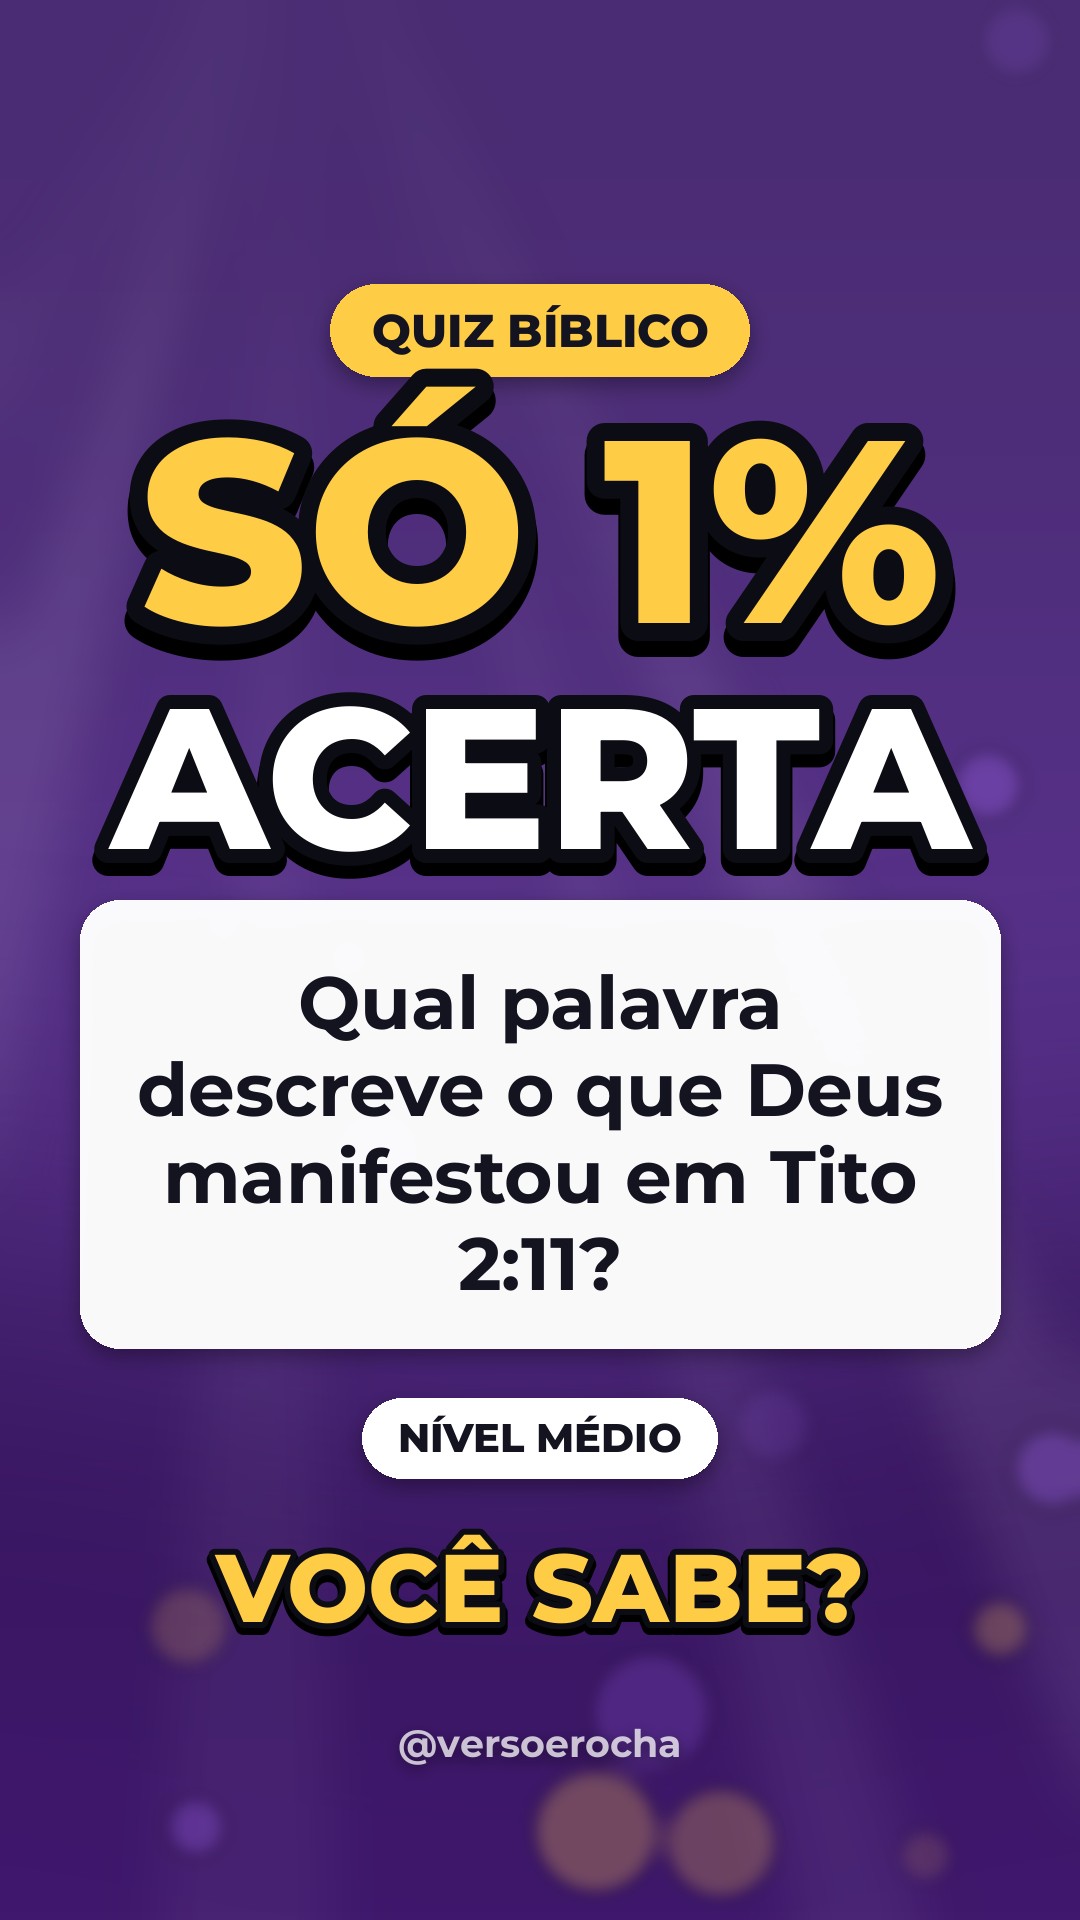 QUIZ BÍBLICO
SÓ 1%
ACERTA
Qual palavra
descreve o que Deus
manifestou em Tito
2:11?
NÍVEL MÉDIO
VOCÊ SABE?
@versoerocha